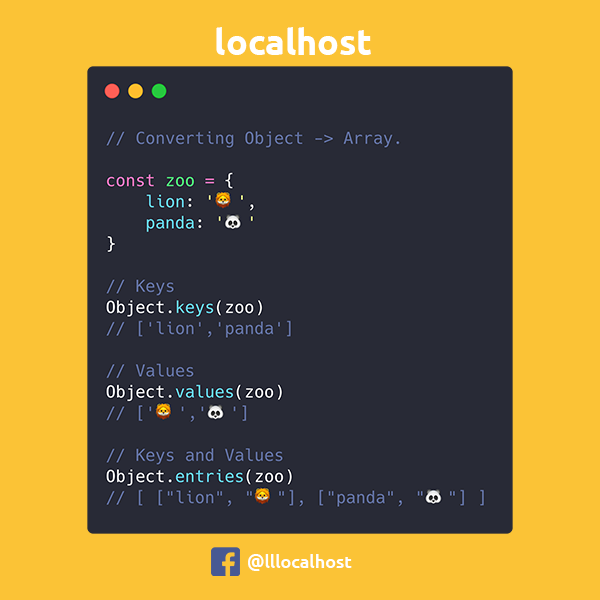 localhost
// Converting Object -> Array.
const zoo = {
    lion: '🦁 ',
    panda: '🐼 '
}
// Keys
Object.keys(zoo)
// ['lion','panda']
// Values
Object.values(zoo)
// ['🦁 ','🐼 ']
// Keys and Values
Object.entries(zoo)
// [ ["lion", "🦁 "], ["panda", "🐼 "] ]
@lllocalhost